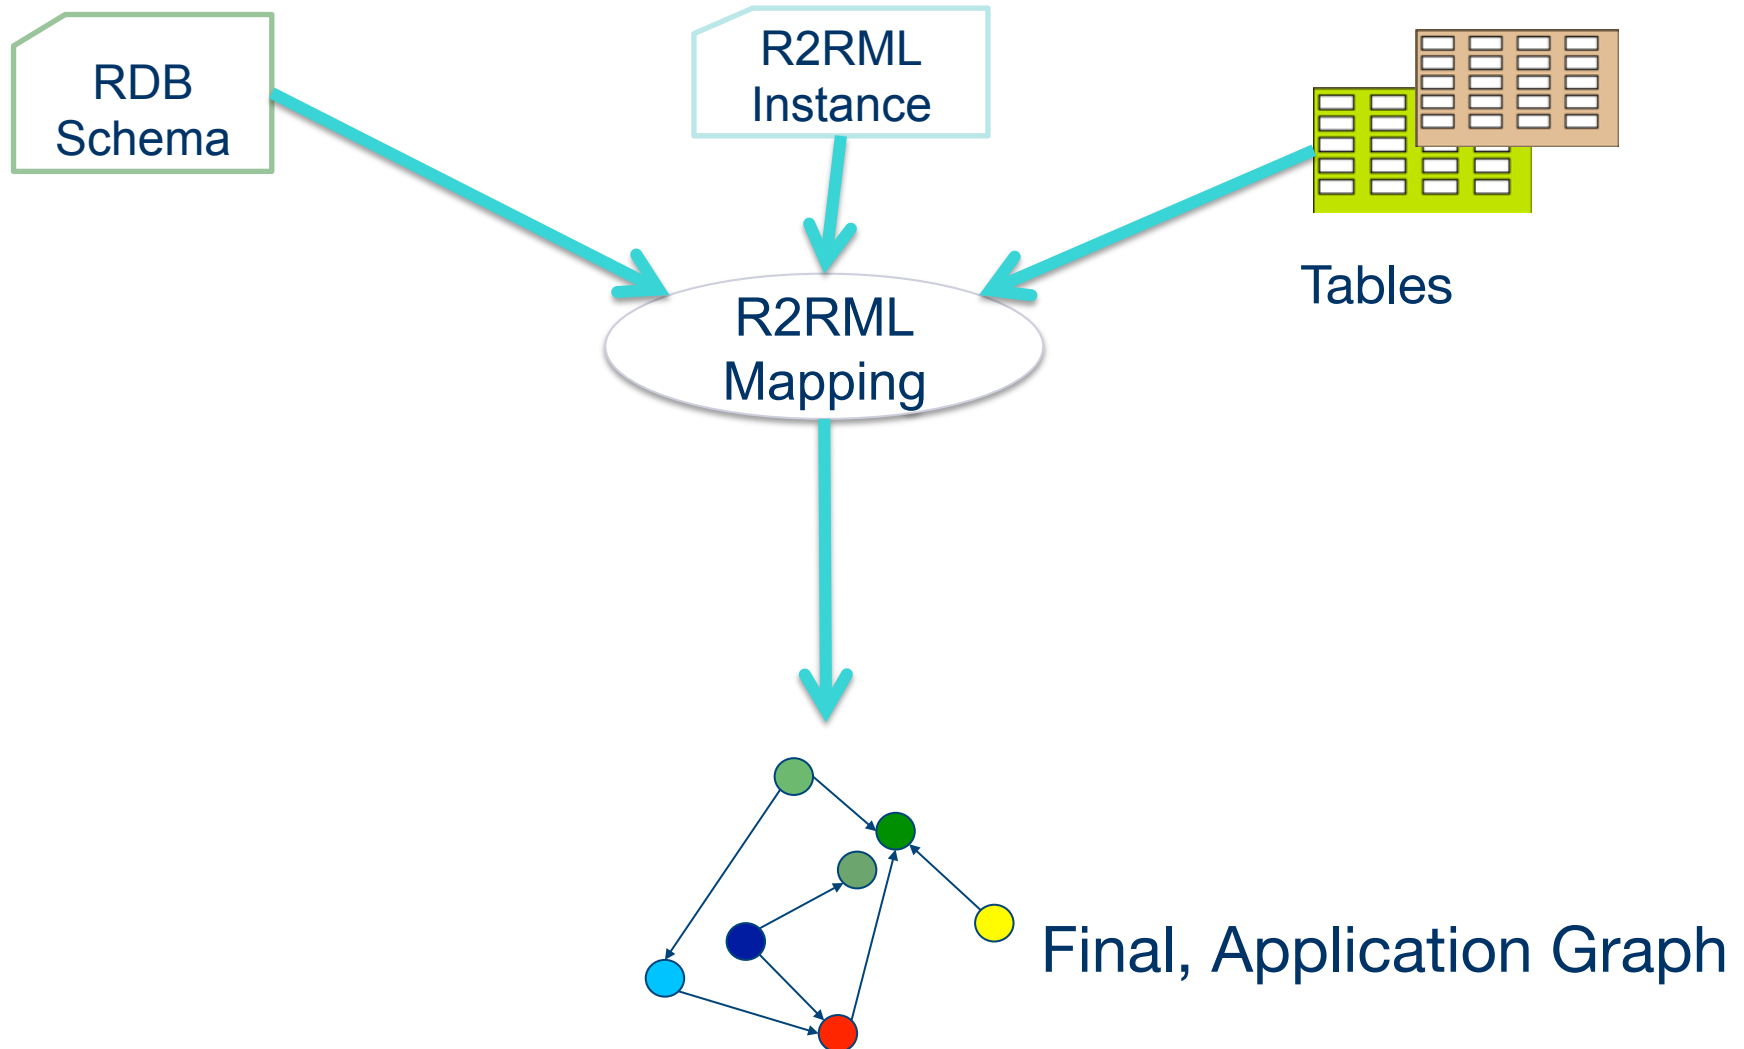 RDB
Schema
R2RML
Instance
Tables
R2RML
Mapping
Final, Application Graph